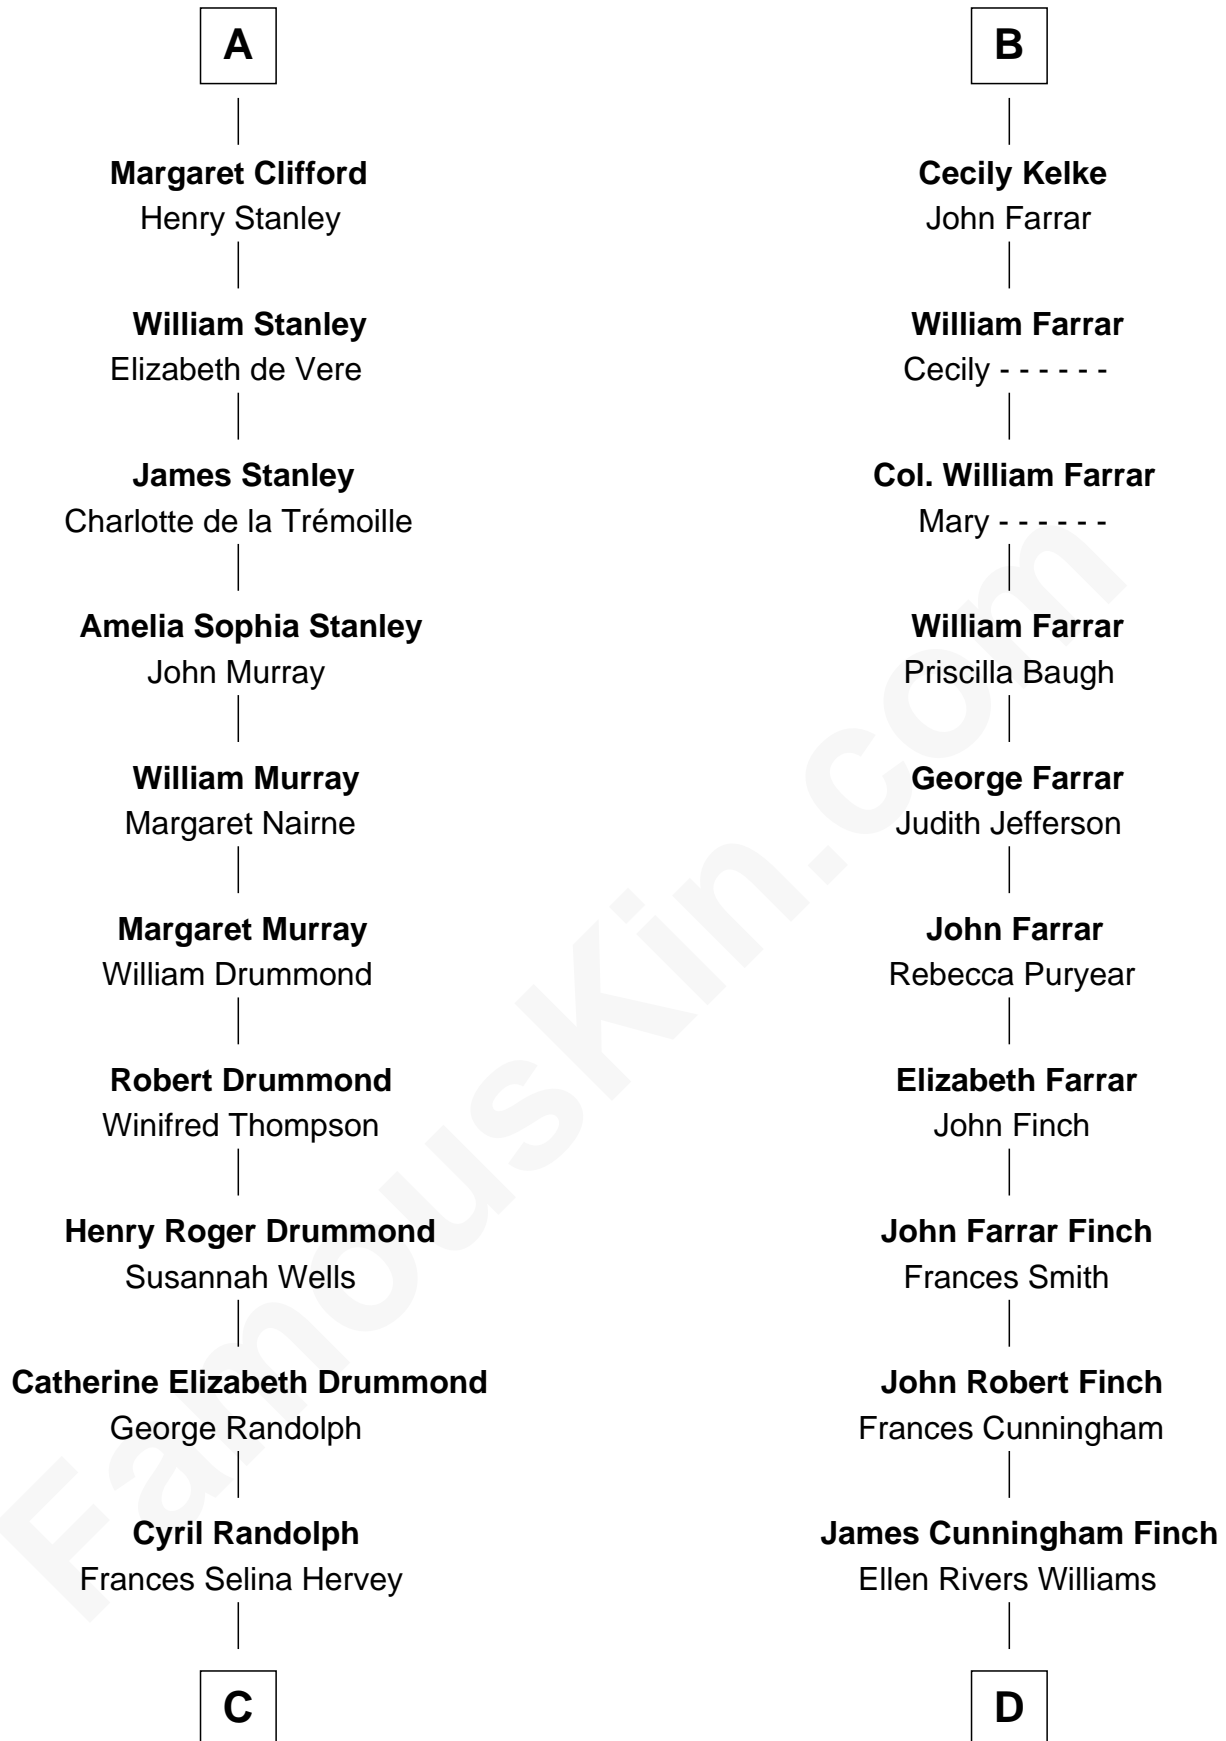 A
Margaret Clifford
Henry Stanley
William Stanley
Elizabeth de Vere
James Stanley
Charlotte de la Trémoille
Amelia Sophia Stanley
John Murray
William Murray
Margaret Nairne
Margaret Murray
William Drummond
Robert Drummond
Winifred Thompson
Henry Roger Drummond
Susannah Wells
Catherine Elizabeth Drummond
George Randolph
Cyril Randolph
Frances Selina Hervey
C
B
Cecily Kelke
John Farrar
William Farrar
Cecily - - - - - -
Col. William Farrar
Mary - - - - - -
William Farrar
Priscilla Baugh
George Farrar
Judith Jefferson
John Farrar
Rebecca Puryear
Elizabeth Farrar
John Finch
John Farrar Finch
Frances Smith
John Robert Finch
Frances Cunningham
James Cunningham Finch
Ellen Rivers Williams
D
FamousKin.com